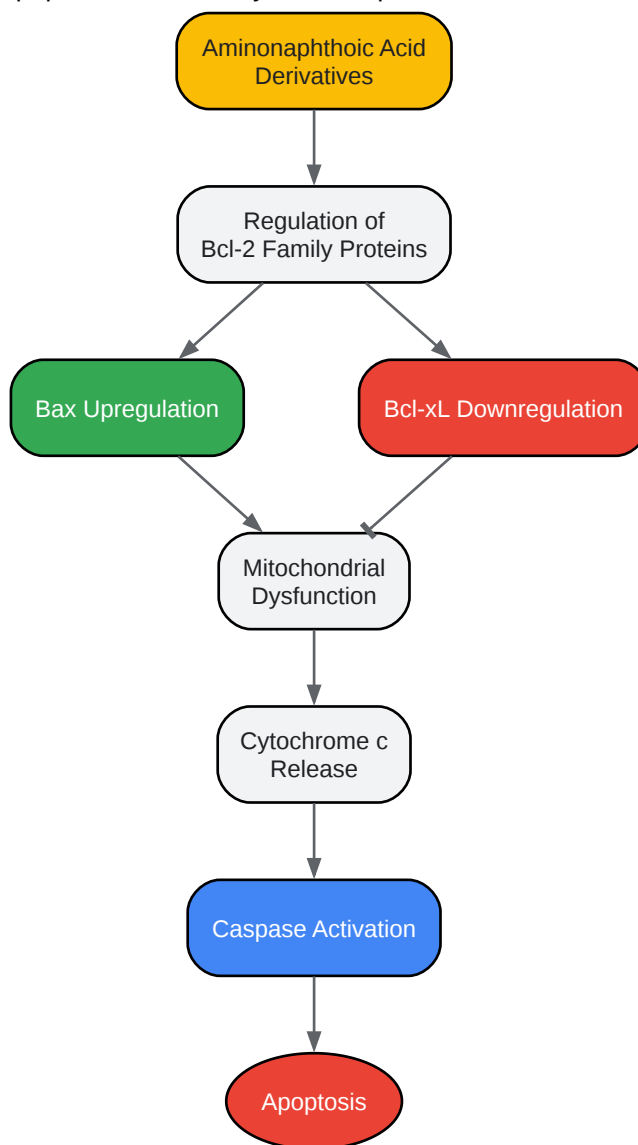 Aminonaphthoic Acid
Derivatives
Regulation of
Bcl-2 Family Proteins
Bax Upregulation
Bcl-xL Downregulation
Mitochondrial
Dysfunction
Cytochrome c
Release
Caspase Activation
Apoptosis